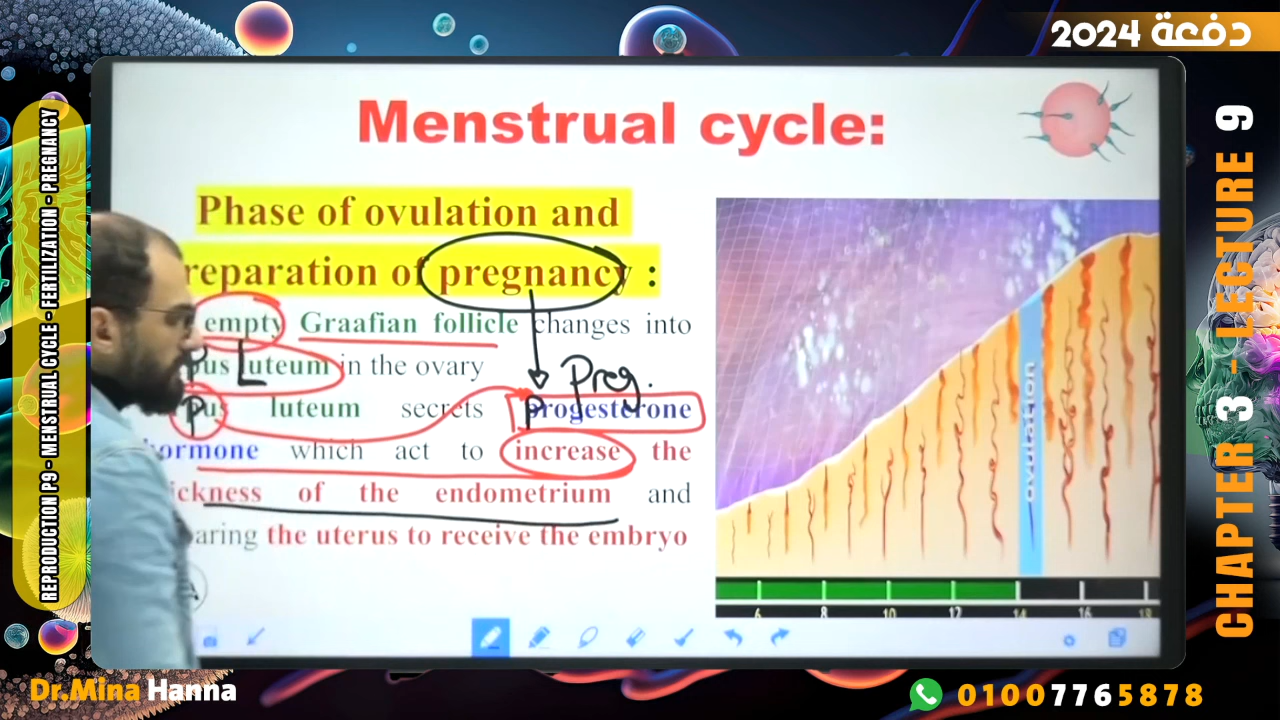 دفعة 2024
REPRODUCTION P9 - MENSTRUAL CYCLE - FERTILIZATION - PREGNANCY
CHAPTER 3 - LECTURE 9
Menstrual cycle:
Phase of ovulation and
reparation of pregnancy :
empty Graafian follicle changes into
pus Luteum in the ovary
Preg.
pus luteum secrets progesterone
ormone which act to increase the
ickness of the endometrium and
aring the uterus to receive the embryo
ovulation
6 8 10 12 14 16 18
Dr.Mina Hanna
01007765878